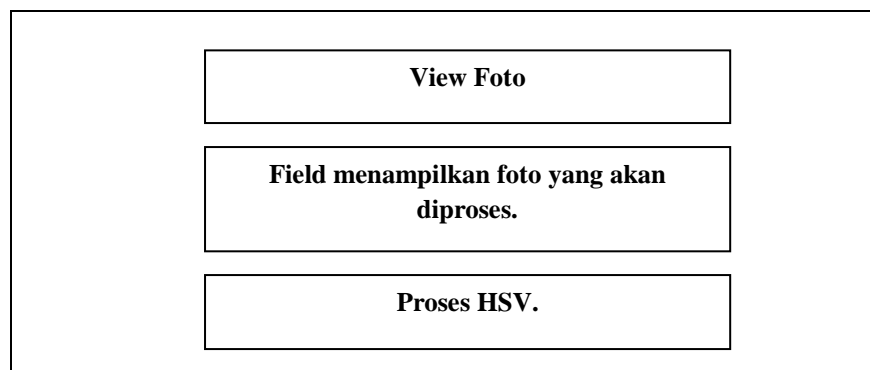 View Foto
Field menampilkan foto yang akan
diproses.
Proses HSV.